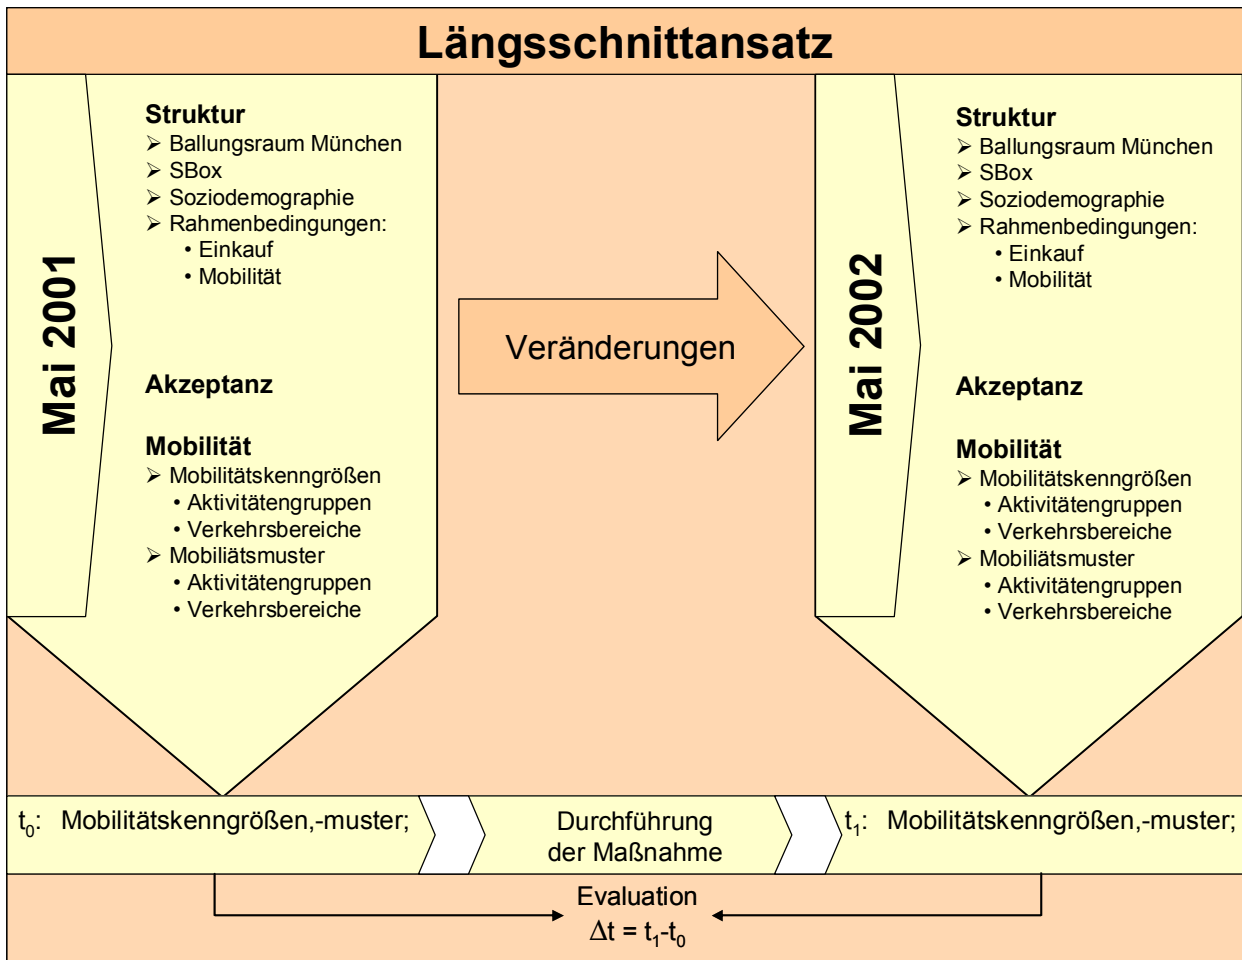 Längsschnittansatz
Mai 2001
Struktur
➢ Ballungsraum München
➢ SBox
➢ Soziodemographie
➢ Rahmenbedingungen:
• Einkauf
• Mobilität
Akzeptanz
Mobilität
➢ Mobilitätskenngrößen
• Aktivitätengruppen
• Verkehrsbereiche
➢ Mobiliätsmuster
• Aktivitätengruppen
• Verkehrsbereiche
Veränderungen
Mai 2002
Struktur
➢ Ballungsraum München
➢ SBox
➢ Soziodemographie
➢ Rahmenbedingungen:
• Einkauf
• Mobilität
Akzeptanz
Mobilität
➢ Mobilitätskenngrößen
• Aktivitätengruppen
• Verkehrsbereiche
➢ Mobiliätsmuster
• Aktivitätengruppen
• Verkehrsbereiche
t₀: Mobilitätskenngrößen,-muster;
Durchführung
der Maßnahme
t₁: Mobilitätskenngrößen,-muster;
Evaluation
Δt = t₁-t₀